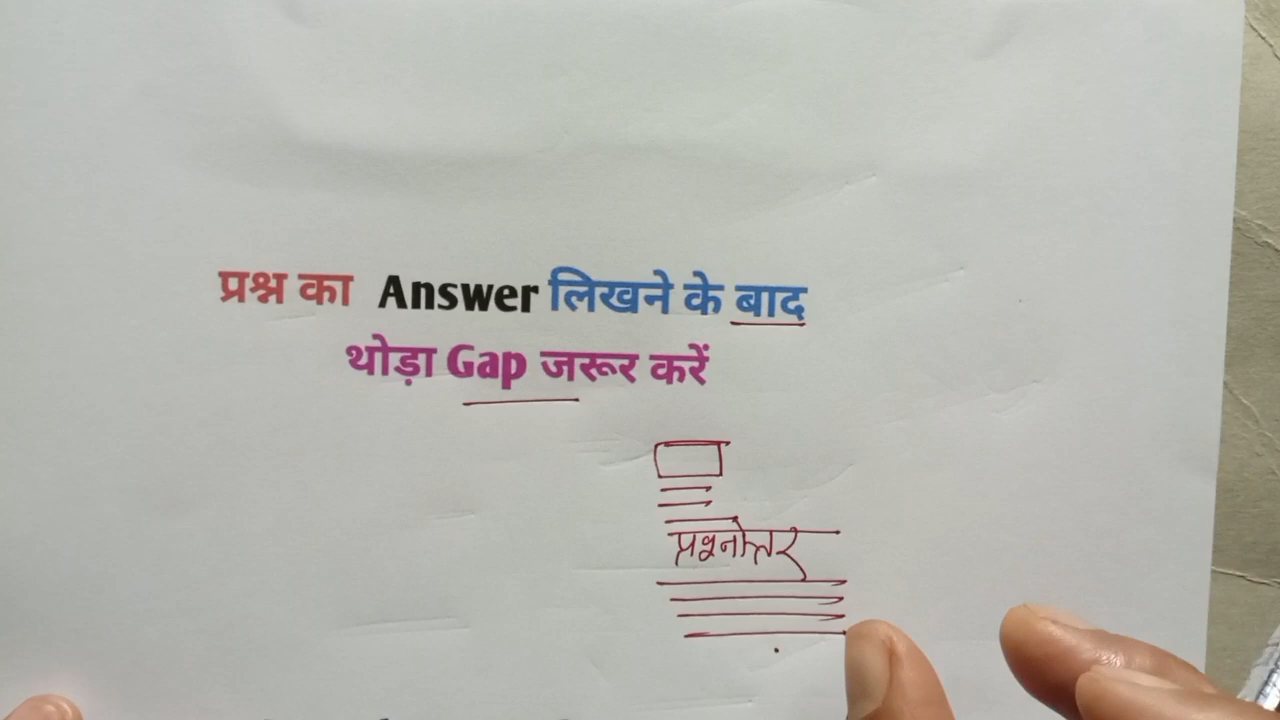 प्रश्न का Answer लिखने के बाद
थोड़ा Gap जरूर करें
प्रश्नोत्तर